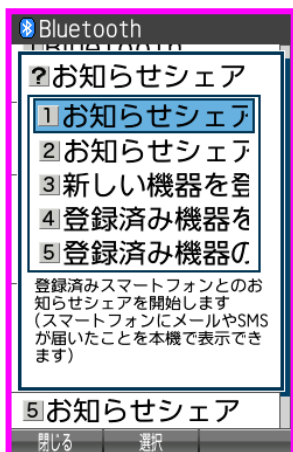 Bluetooth
?お知らせシェア
1お知らせシェア
2お知らせシェア
3新しい機器を登
4登録済み機器を
5登録済み機器の
登録済みスマートフォンとのお
知らせシェアを開始します
(スマートフォンにメールやSMS
が届いたことを本機で表示でき
ます)
5お知らせシェア
閉じる 選択